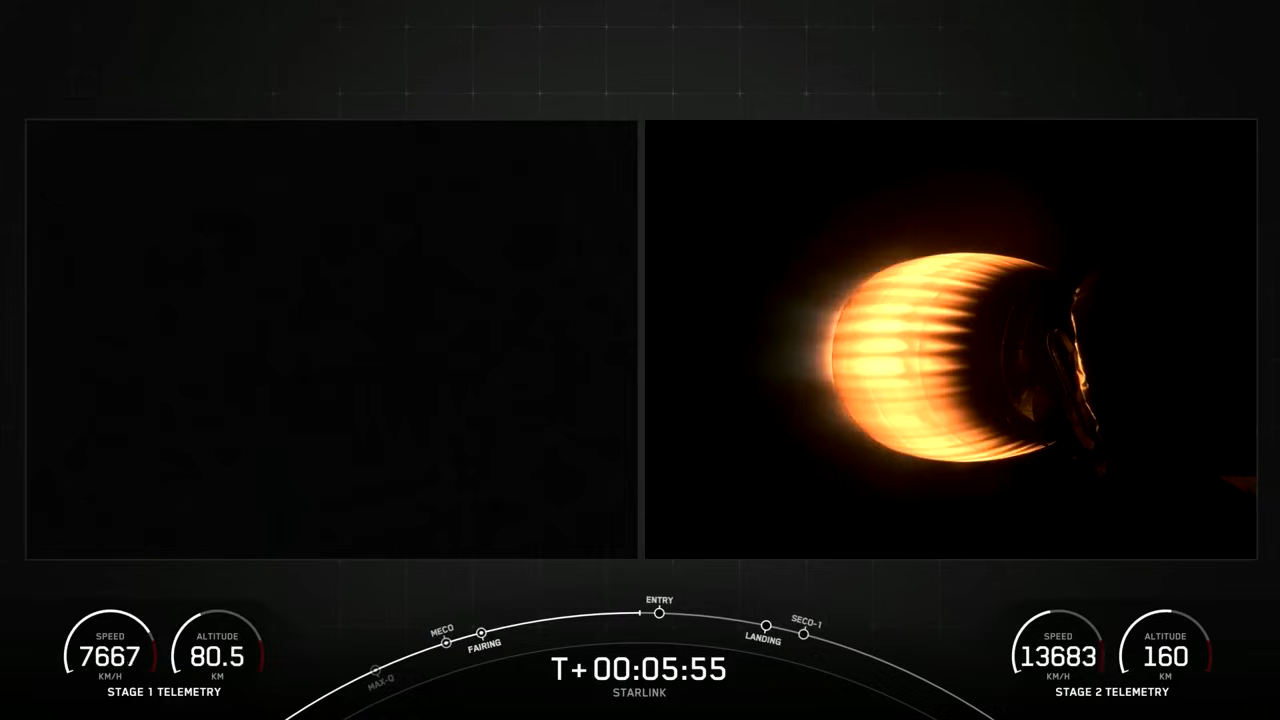 SPEED
7667
KM/H
ALTITUDE
80.5
KM
STAGE 1 TELEMETRY
MAX-Q
MECO
FAIRING
ENTRY
LANDING
SECO-1
T+ 00:05:55
STARLINK
SPEED
13683
KM/H
ALTITUDE
160
KM
STAGE 2 TELEMETRY